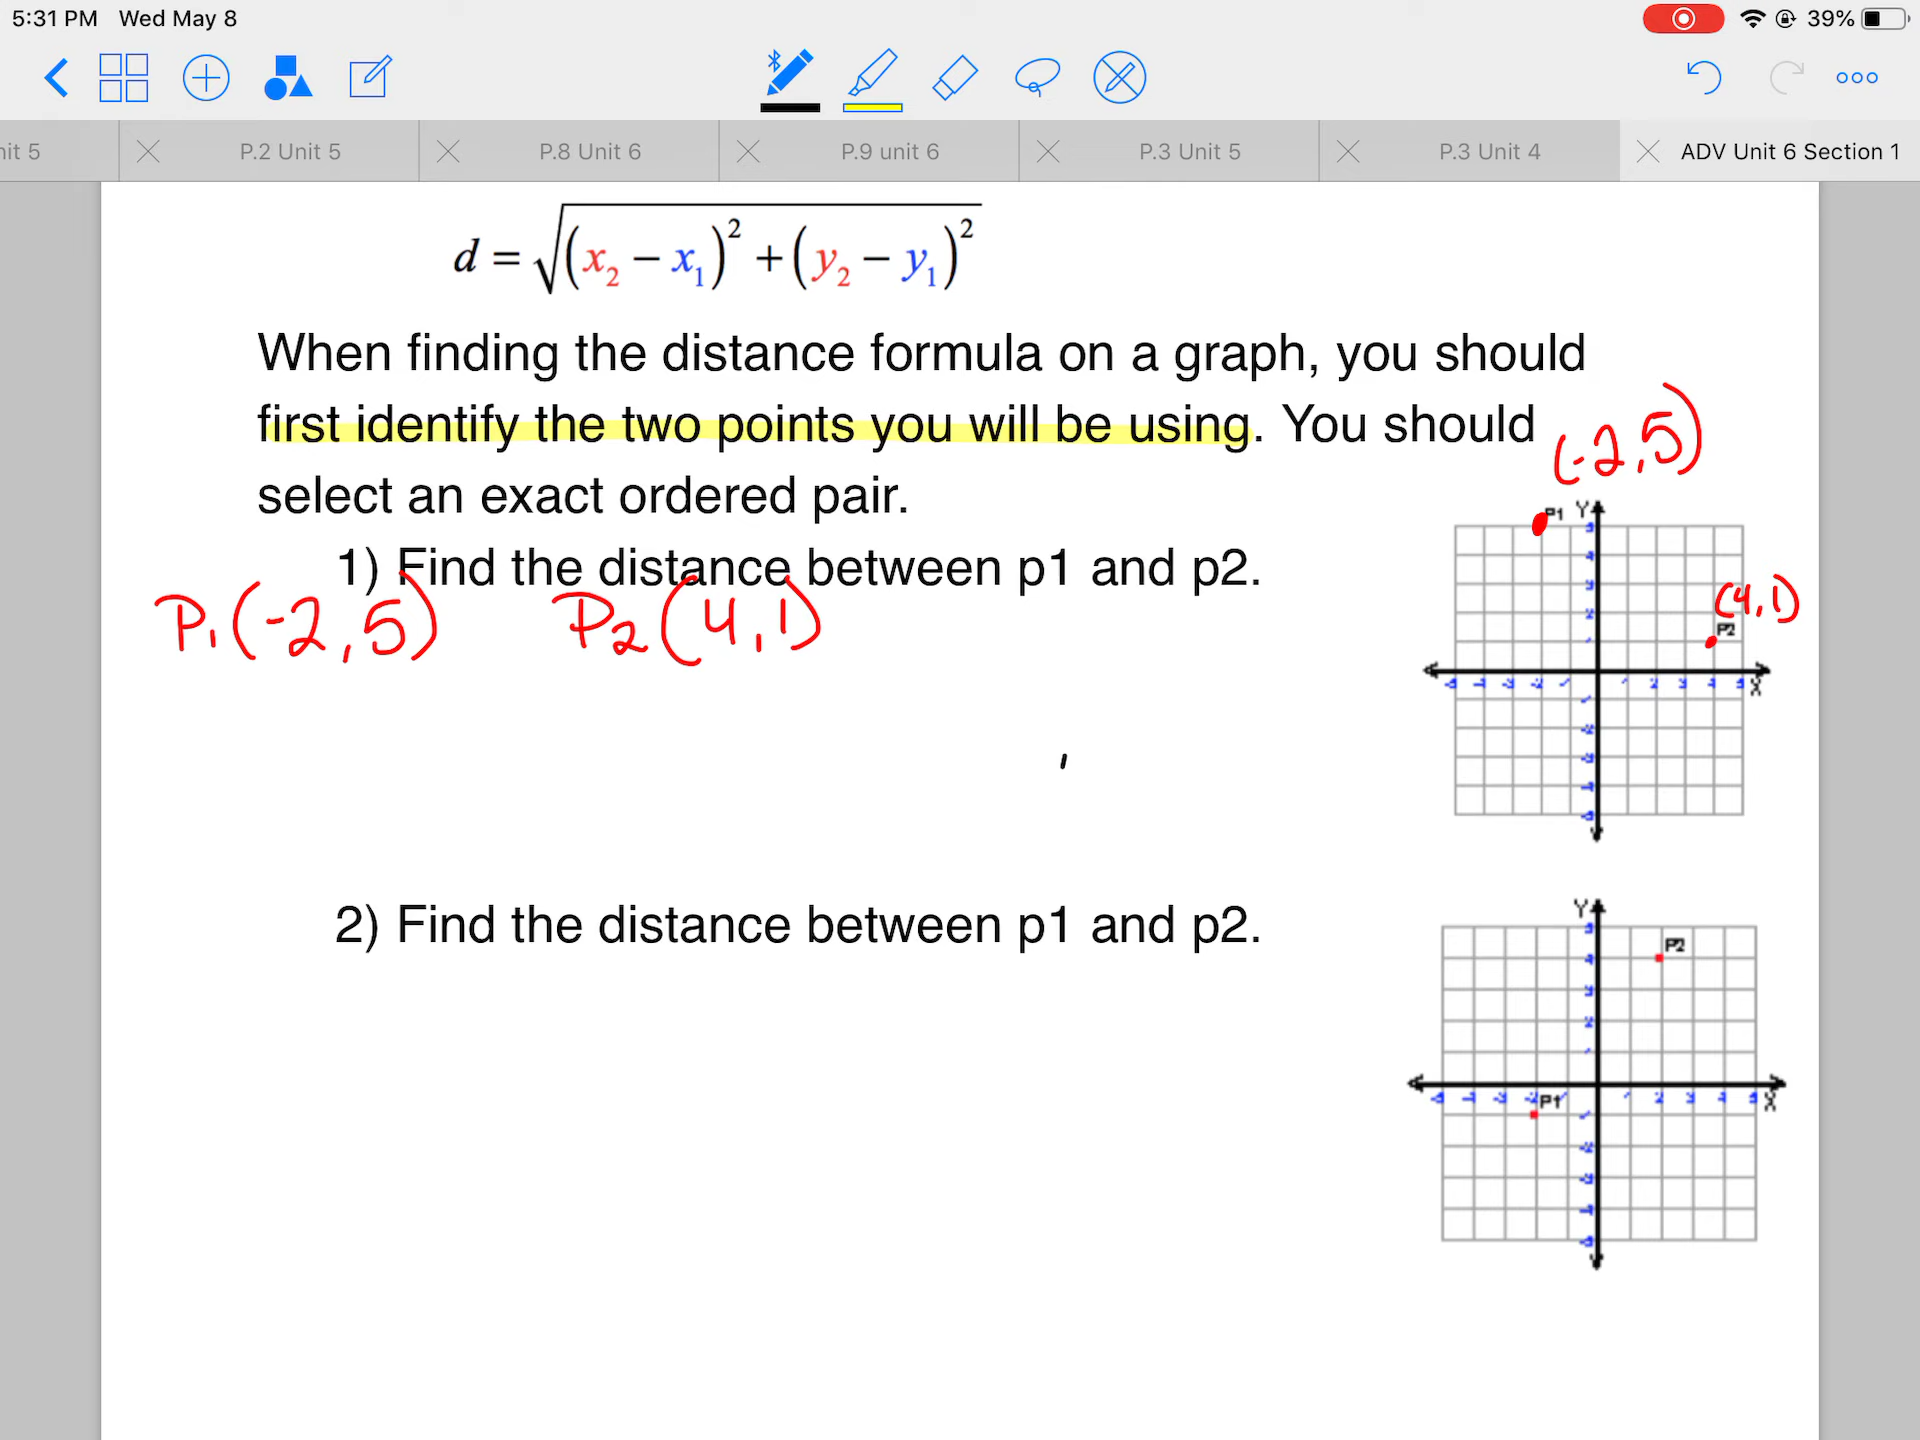 5:31 PM Wed May 8 39%
nit 5 P.2 Unit 5 P.8 Unit 6 P.9 unit 6 P.3 Unit 5 P.3 Unit 4 ADV Unit 6 Section 1
d = √(x₂ − x₁)² + (y₂ − y₁)²
When finding the distance formula on a graph, you should
first identify the two points you will be using. You should
select an exact ordered pair.
(-2,5)
P1 Y
1) Find the distance between p1 and p2.
P₁(-2,5) P₂(4,1)
(4,1)
P2
X
2) Find the distance between p1 and p2.
Y
P2
P1
X